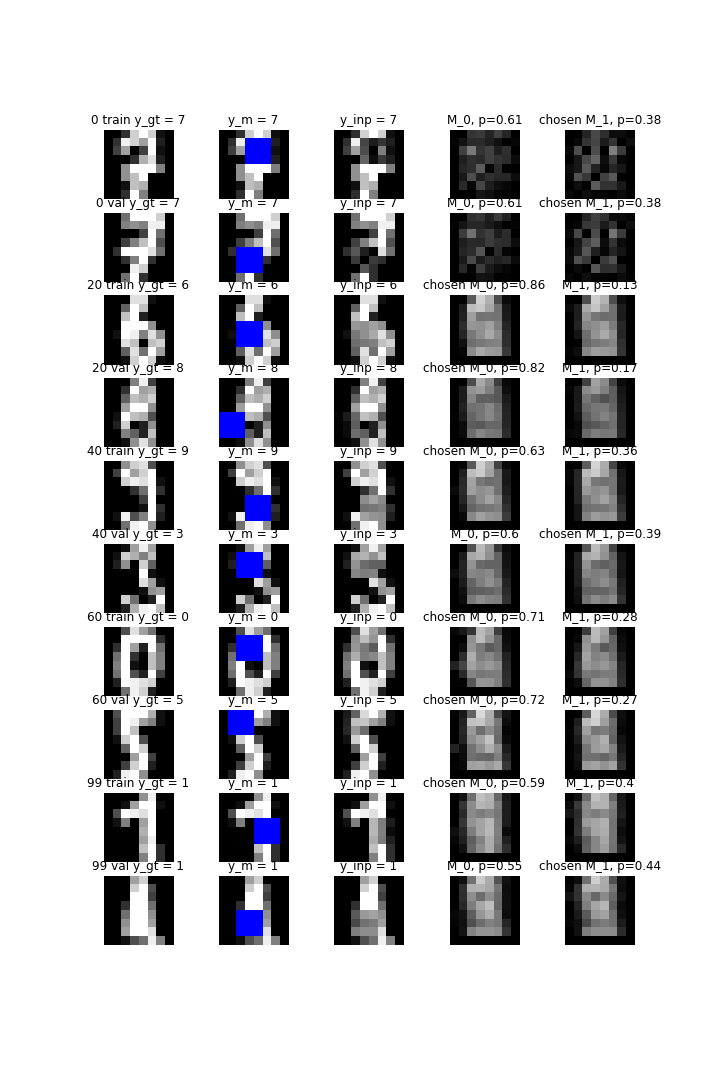 0 train y_gt = 7 y_m = 7 y_inp = 7 M_0, p=0.61 chosen M_1, p=0.38
0 val y_gt = 7 y_m = 7 y_inp = 7 M_0, p=0.61 chosen M_1, p=0.38
20 train y_gt = 6 y_m = 6 y_inp = 6 chosen M_0, p=0.86 M_1, p=0.13
20 val y_gt = 8 y_m = 8 y_inp = 8 chosen M_0, p=0.82 M_1, p=0.17
40 train y_gt = 9 y_m = 9 y_inp = 9 chosen M_0, p=0.63 M_1, p=0.36
40 val y_gt = 3 y_m = 3 y_inp = 3 M_0, p=0.6 chosen M_1, p=0.39
60 train y_gt = 0 y_m = 0 y_inp = 0 chosen M_0, p=0.71 M_1, p=0.28
60 val y_gt = 5 y_m = 5 y_inp = 5 chosen M_0, p=0.72 M_1, p=0.27
99 train y_gt = 1 y_m = 1 y_inp = 1 chosen M_0, p=0.59 M_1, p=0.4
99 val y_gt = 1 y_m = 1 y_inp = 1 M_0, p=0.55 chosen M_1, p=0.44